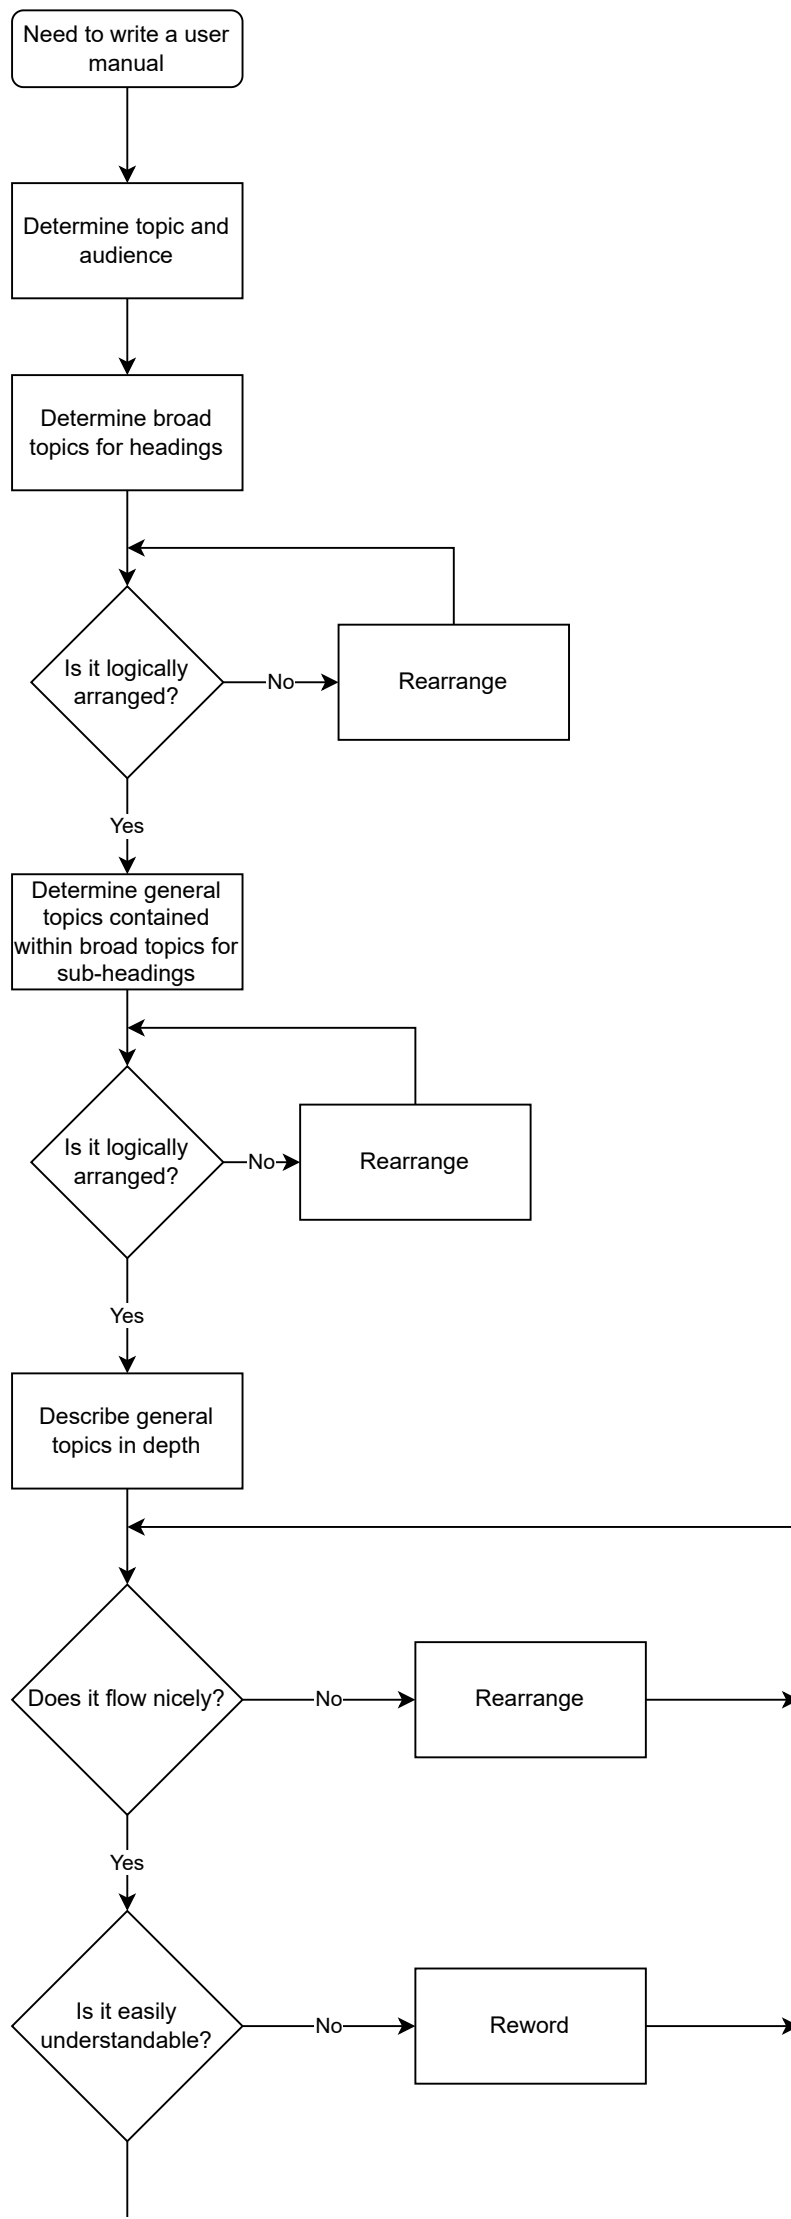 Need to write a user
manual
Determine topic and
audience
Determine broad
topics for headings
Is it logically
arranged?
No
Rearrange
Yes
Determine general
topics contained
within broad topics for
sub-headings
Is it logically
arranged?
No
Rearrange
Yes
Describe general
topics in depth
Does it flow nicely?
No
Rearrange
Yes
Is it easily
understandable?
No
Reword